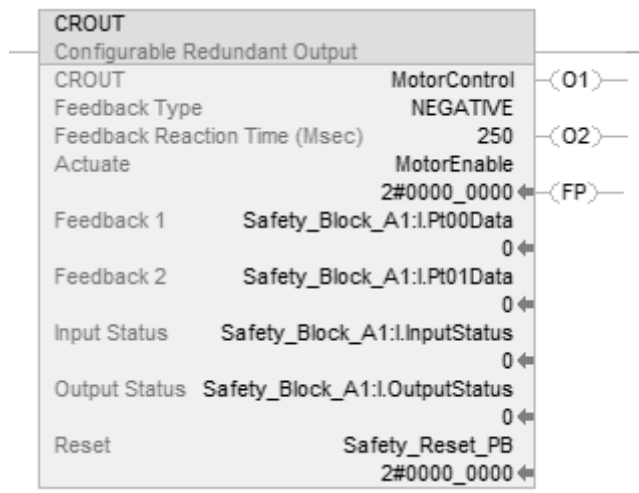 CROUT
Configurable Redundant Output
CROUT MotorControl (O1)
Feedback Type NEGATIVE
Feedback Reaction Time (Msec) 250 (O2)
Actuate MotorEnable
2#0000_0000 (FP)
Feedback 1 Safety_Block_A1:I.Pt00Data
0
Feedback 2 Safety_Block_A1:I.Pt01Data
0
Input Status Safety_Block_A1:I.InputStatus
0
Output Status Safety_Block_A1:I.OutputStatus
0
Reset Safety_Reset_PB
2#0000_0000